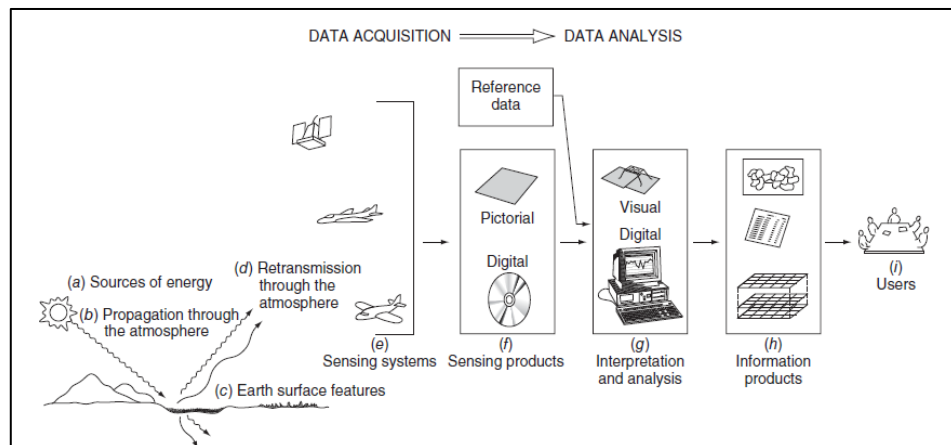 DATA ACQUISITION DATA ANALYSIS
Reference
data
Pictorial
Digital
Visual
Digital
(a) Sources of energy
(b) Propagation through
the atmosphere
(c) Earth surface features
(d) Retransmission
through the
atmosphere
(e)
Sensing systems
(f)
Sensing products
(g)
Interpretation
and analysis
(h)
Information
products
(i)
Users